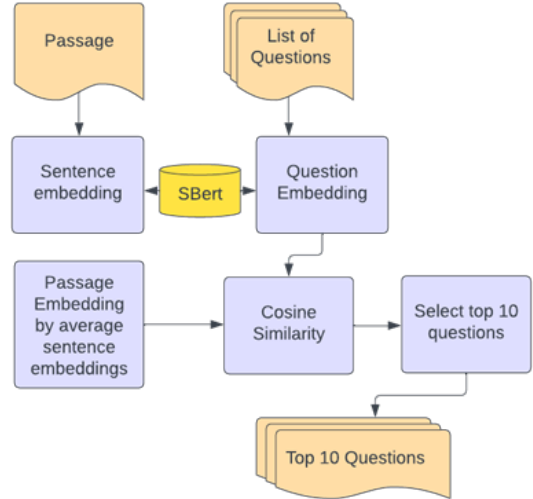 Passage
List of
Questions
Sentence
embedding
SBert
Question
Embedding
Passage
Embedding
by average
sentence
embeddings
Cosine
Similarity
Select top 10
questions
Top 10 Questions